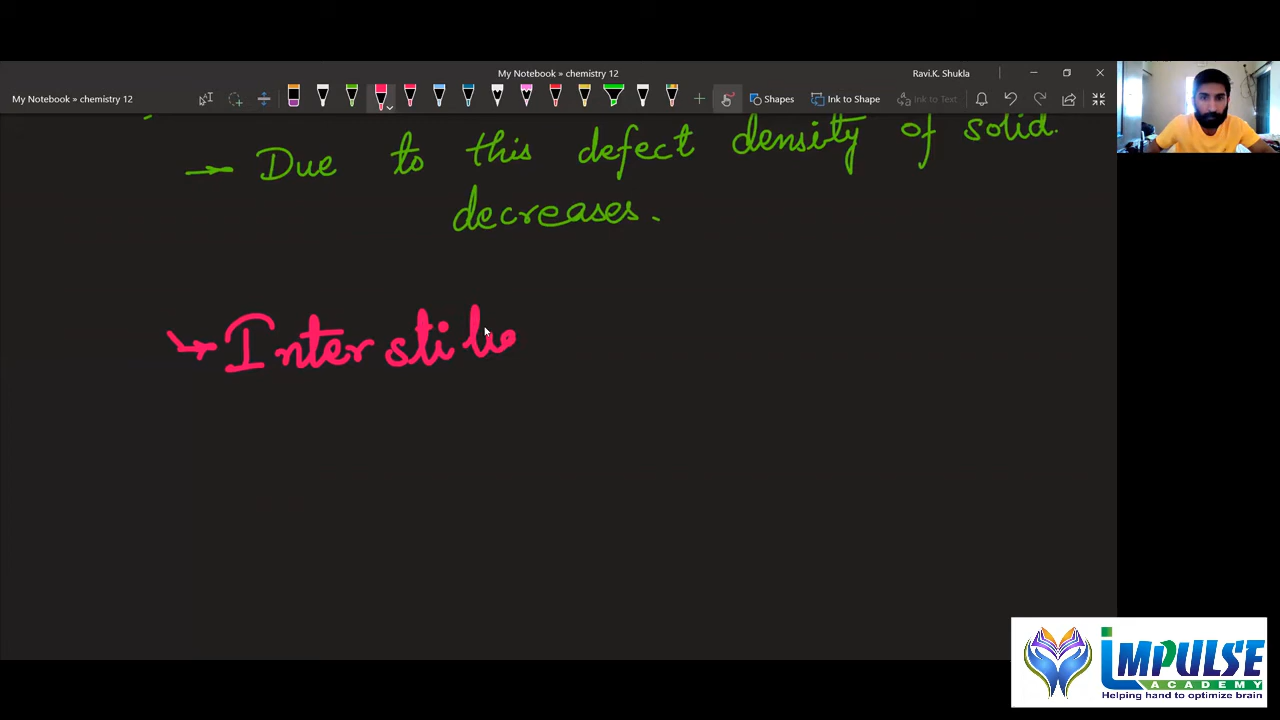 My Notebook » chemistry 12
Ravi.K. Shukla
My Notebook » chemistry 12
Shapes
Ink to Shape
Ink to Text
→ Due to this defect density of solid.
decreases.
→ Interstitio
iMPULSE
ACADEMY
Helping hand to optimize brain